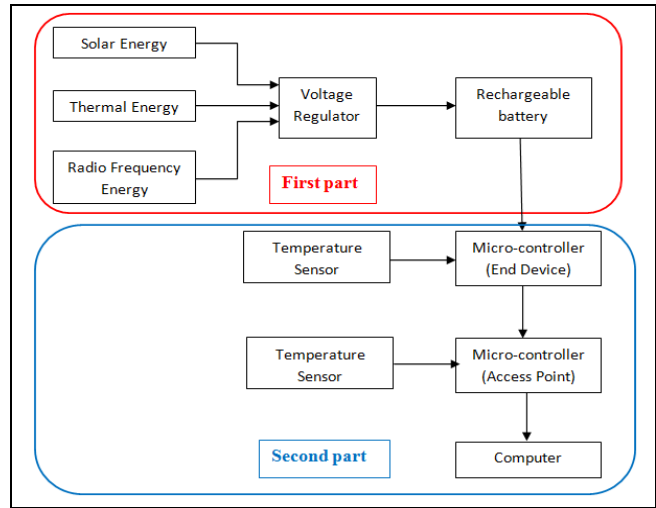 Solar Energy
Thermal Energy
Radio Frequency
Energy
Voltage
Regulator
Rechargeable
battery
First part
Temperature
Sensor
Micro-controller
(End Device)
Temperature
Sensor
Micro-controller
(Access Point)
Second part
Computer